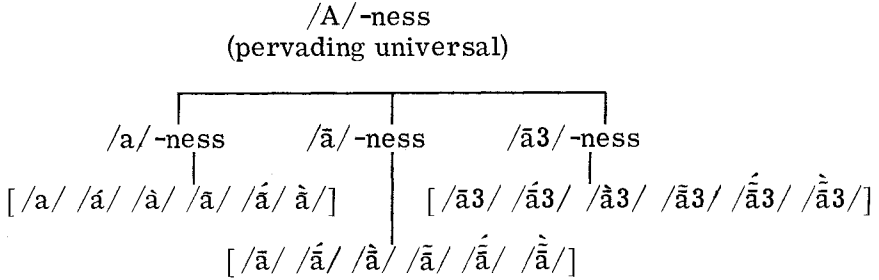 /A/-ness
(pervading universal)
/a/-ness /ā/-ness /ā3/-ness
[/a/ /á/ /à/ /ã/ /ã́/ ã̀/] [/ā3/ /ā́3/ /ā̀3/ /ā̃3/ /ā̃́3/ /ā̃̀3/]
[/ā/ /ā́/ /ā̀/ /ā̃/ /ā̃́/ /ā̃̀/]